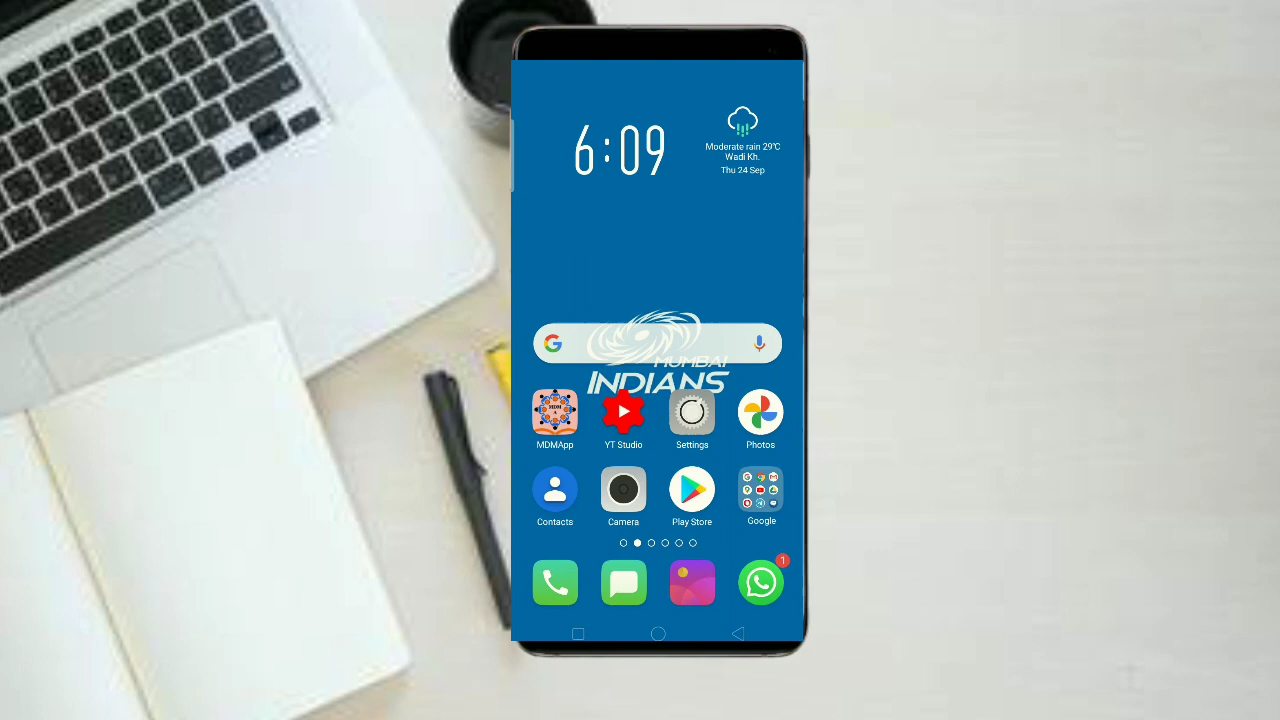 6:09
Moderate rain 29℃
Wadi Kh.
Thu 24 Sep
MUMBAI
INDIANS
MDM
A
MDMApp
YT Studio
Settings
Photos
Contacts
Camera
Play Store
Google
1